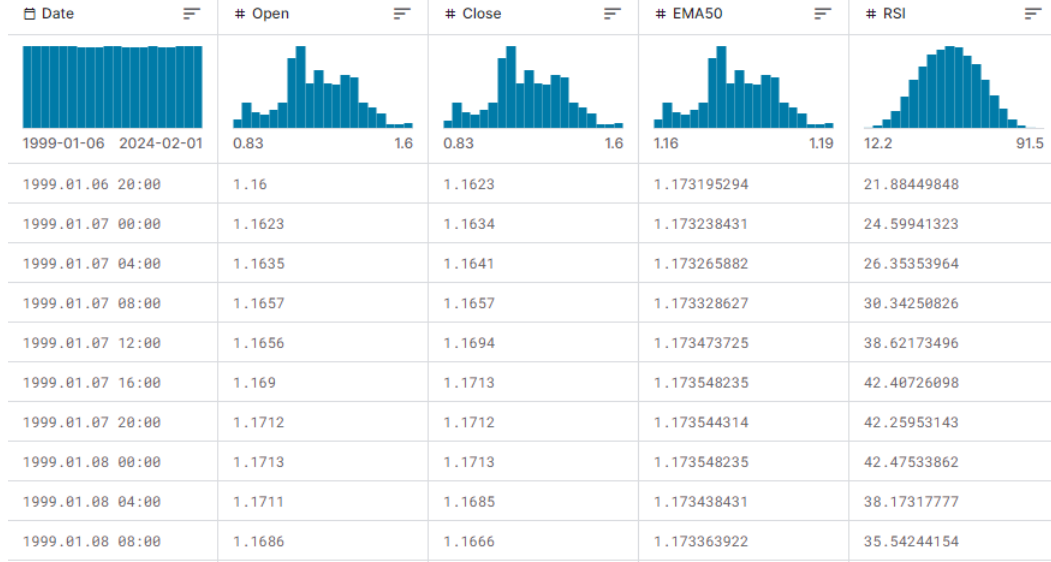 Date # Open # Close # EMA50 # RSI
1999-01-06 2024-02-01 0.83 1.6 0.83 1.6 1.16 1.19 12.2 91.5
1999.01.06 20:00 1.16 1.1623 1.173195294 21.88449848
1999.01.07 00:00 1.1623 1.1634 1.173238431 24.59941323
1999.01.07 04:00 1.1635 1.1641 1.173265882 26.35353964
1999.01.07 08:00 1.1657 1.1657 1.173328627 30.34250826
1999.01.07 12:00 1.1656 1.1694 1.173473725 38.62173496
1999.01.07 16:00 1.169 1.1713 1.173548235 42.40726098
1999.01.07 20:00 1.1712 1.1712 1.173544314 42.25953143
1999.01.08 00:00 1.1713 1.1713 1.173548235 42.47533862
1999.01.08 04:00 1.1711 1.1685 1.173438431 38.17317777
1999.01.08 08:00 1.1686 1.1666 1.173363922 35.54244154